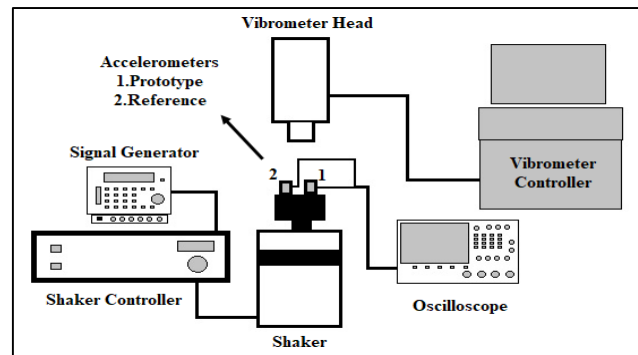 Vibrometer Head
Accelerometers
1.Prototype
2.Reference
Signal Generator
2
1
Vibrometer
Controller
Shaker Controller
Oscilloscope
Shaker